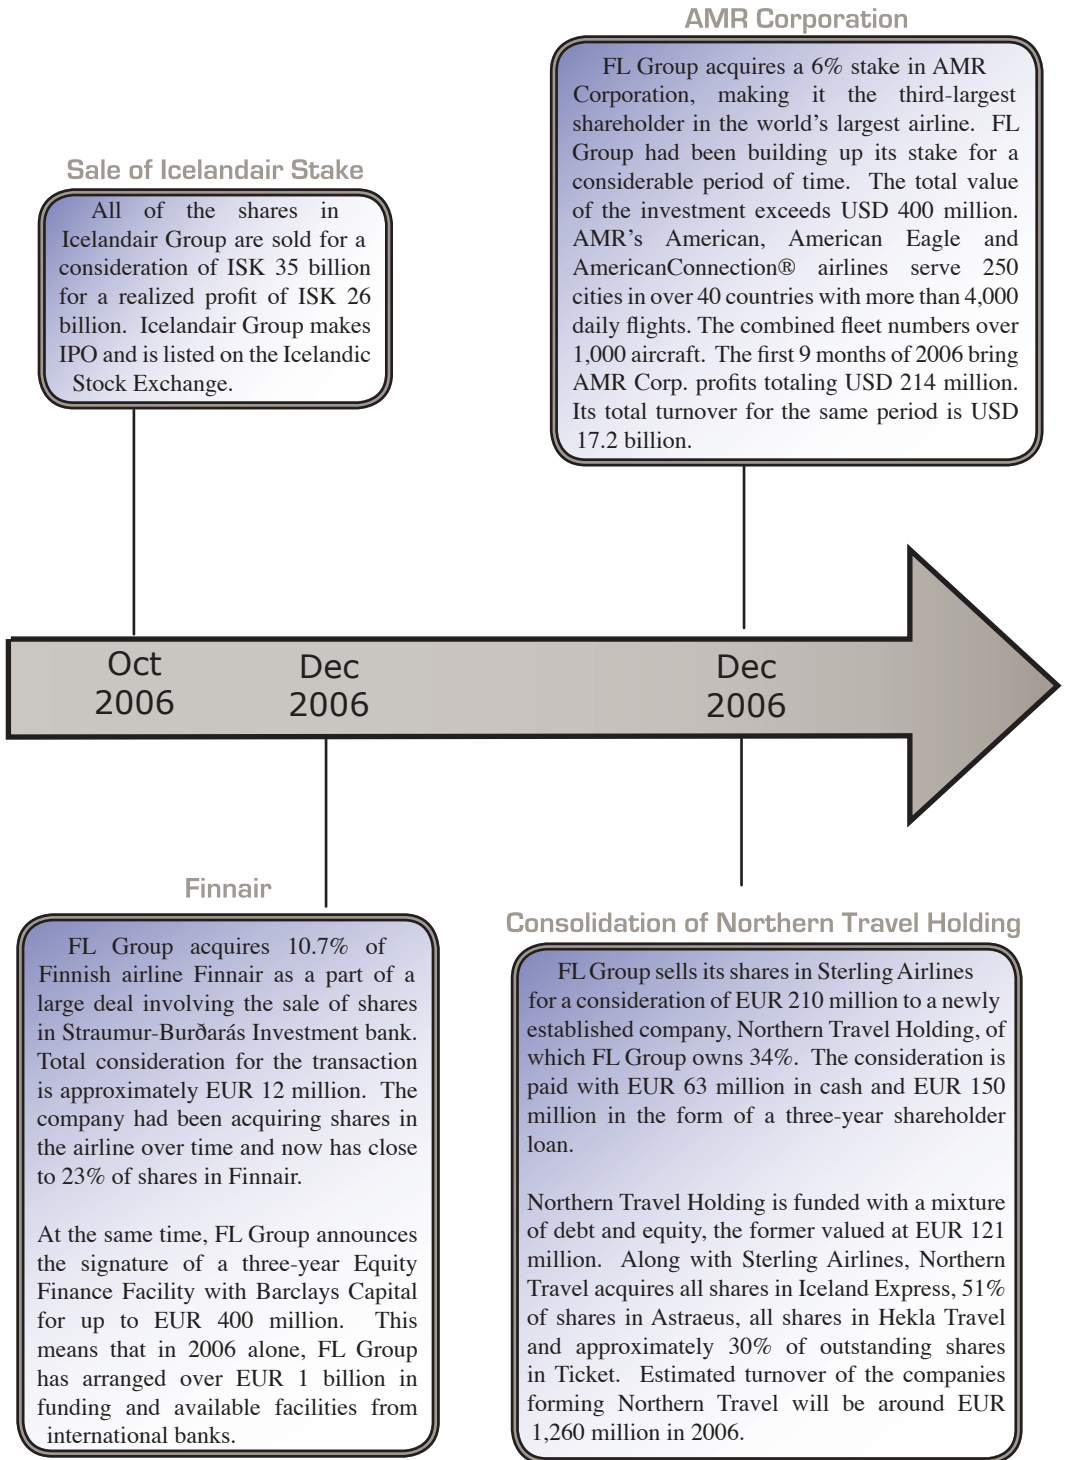 AMR Corporation
FL Group acquires a 6% stake in AMR
Corporation, making it the third-largest
shareholder in the world's largest airline. FL
Group had been building up its stake for a
considerable period of time. The total value
of the investment exceeds USD 400 million.
AMR's American, American Eagle and
AmericanConnection® airlines serve 250
cities in over 40 countries with more than 4,000
daily flights. The combined fleet numbers over
1,000 aircraft. The first 9 months of 2006 bring
AMR Corp. profits totaling USD 214 million.
Its total turnover for the same period is USD
17.2 billion.
Sale of Icelandair Stake
All of the shares in
Icelandair Group are sold for a
consideration of ISK 35 billion
for a realized profit of ISK 26
billion. Icelandair Group makes
IPO and is listed on the Icelandic
Stock Exchange.
Oct
2006
Dec
2006
Dec
2006
Finnair
FL Group acquires 10.7% of
Finnish airline Finnair as a part of a
large deal involving the sale of shares
in Straumur-Burðarás Investment bank.
Total consideration for the transaction
is approximately EUR 12 million. The
company had been acquiring shares in
the airline over time and now has close
to 23% of shares in Finnair.
At the same time, FL Group announces
the signature of a three-year Equity
Finance Facility with Barclays Capital
for up to EUR 400 million. This
means that in 2006 alone, FL Group
has arranged over EUR 1 billion in
funding and available facilities from
international banks.
Consolidation of Northern Travel Holding
FL Group sells its shares in Sterling Airlines
for a consideration of EUR 210 million to a newly
established company, Northern Travel Holding, of
which FL Group owns 34%. The consideration is
paid with EUR 63 million in cash and EUR 150
million in the form of a three-year shareholder
loan.
Northern Travel Holding is funded with a mixture
of debt and equity, the former valued at EUR 121
million. Along with Sterling Airlines, Northern
Travel acquires all shares in Iceland Express, 51%
of shares in Astraeus, all shares in Hekla Travel
and approximately 30% of outstanding shares
in Ticket. Estimated turnover of the companies
forming Northern Travel will be around EUR
1,260 million in 2006.